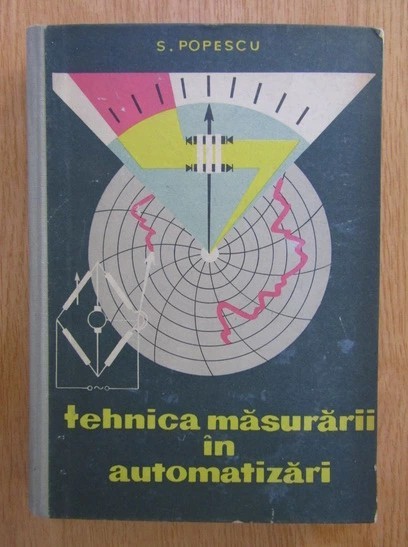 S. POPESCU
tehnica măsurării
în
automatizări